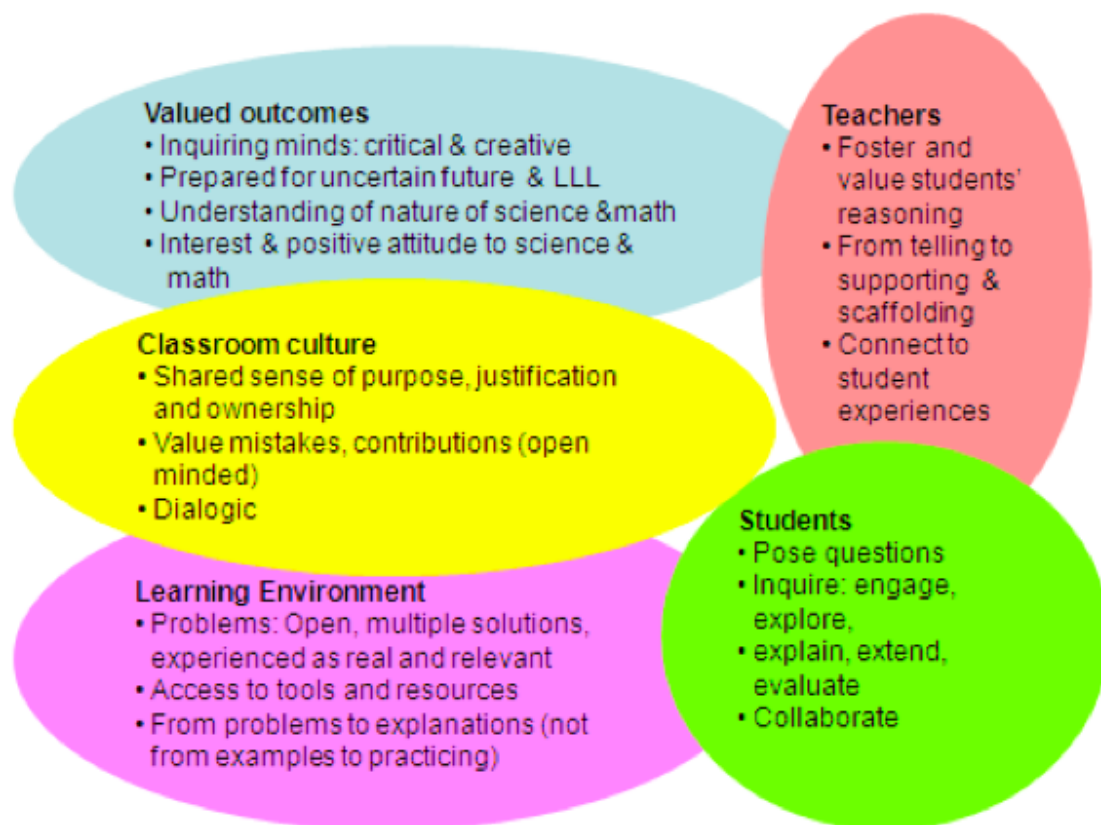 Valued outcomes
• Inquiring minds: critical & creative
• Prepared for uncertain future & LLL
• Understanding of nature of science &math
• Interest & positive attitude to science &
math
Classroom culture
• Shared sense of purpose, justification
and ownership
• Value mistakes, contributions (open
minded)
• Dialogic
Learning Environment
• Problems: Open, multiple solutions,
experienced as real and relevant
• Access to tools and resources
• From problems to explanations (not
from examples to practicing)
Teachers
• Foster and
value students’
reasoning
• From telling to
supporting &
scaffolding
• Connect to
student
experiences
Students
• Pose questions
• Inquire: engage,
explore,
• explain, extend,
evaluate
• Collaborate